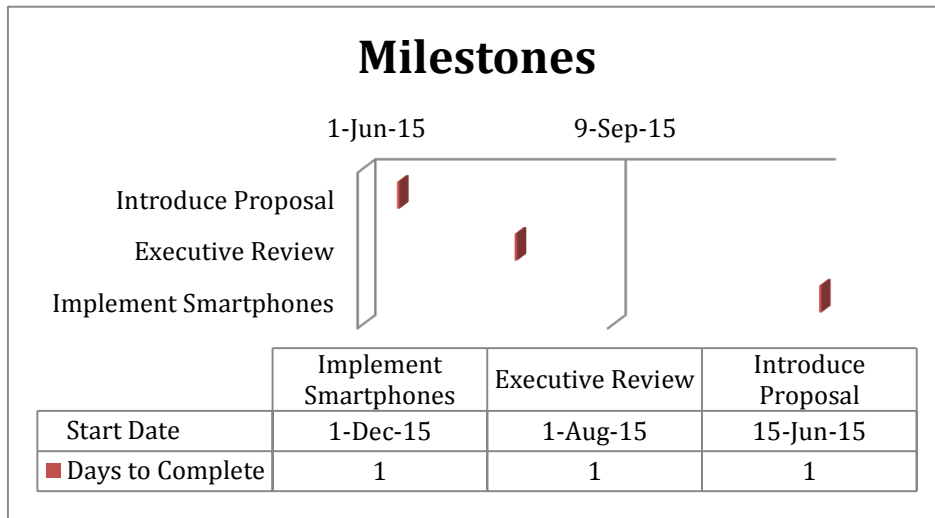 Milestones
1-Jun-15 9-Sep-15
Introduce Proposal
Executive Review
Implement Smartphones
Implement Smartphones Executive Review Introduce Proposal
Start Date 1-Dec-15 1-Aug-15 15-Jun-15
Days to Complete 1 1 1